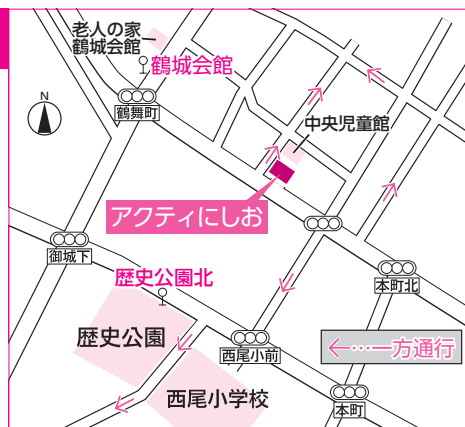 老人の家
鶴城会館
鶴城会館
N
鶴舞町
中央児童館
アクティにしお
御城下
歴史公園北
本町北
歴史公園
西尾小前
←…一方通行
西尾小学校
本町